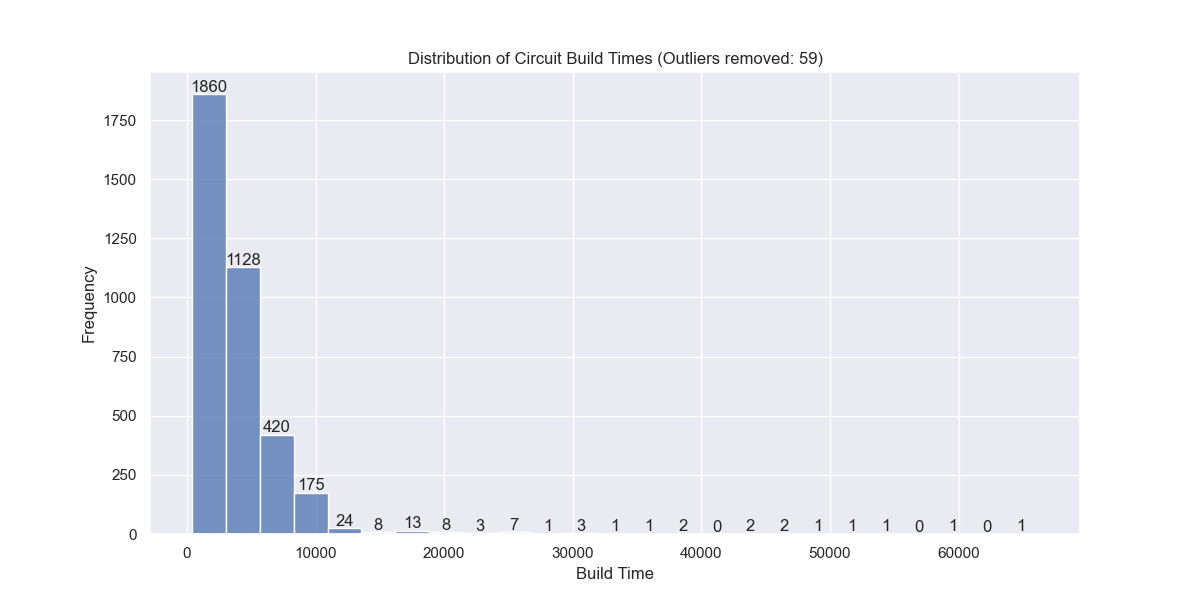 Distribution of Circuit Build Times (Outliers removed: 59)
1860
1750
1500
1250
1128
1000
750
500
420
250
175
24 8 13 8 3 7 1 3 1 1 2 0 2 2 1 1 1 0 1 0 1
0
Frequency
0 10000 20000 30000 40000 50000 60000
Build Time